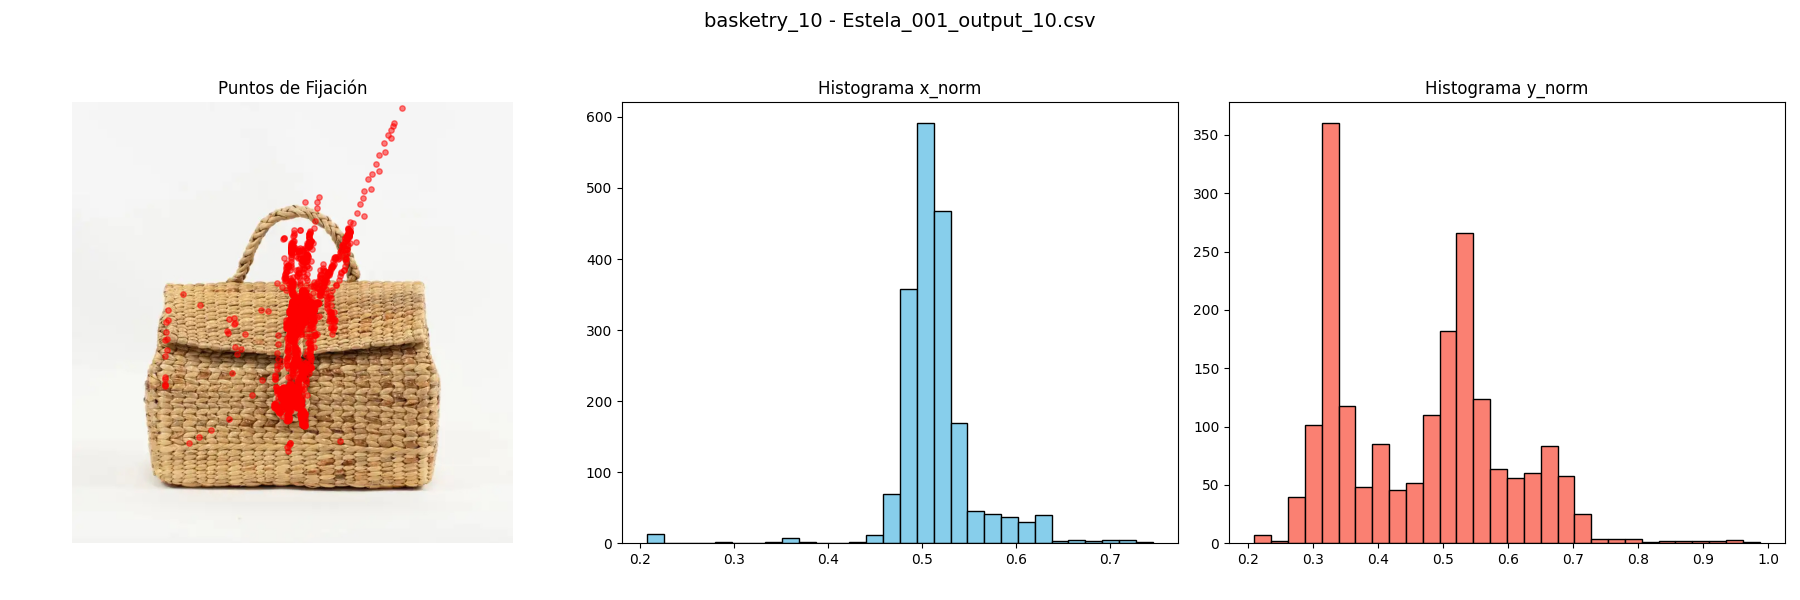 basketry_10 - Estela_001_output_10.csv
Puntos de Fijación
Histograma x_norm
Histograma y_norm
600
500
400
300
200
100
0
0.2 0.3 0.4 0.5 0.6 0.7
350
300
250
200
150
100
50
0
0.2 0.3 0.4 0.5 0.6 0.7 0.8 0.9 1.0